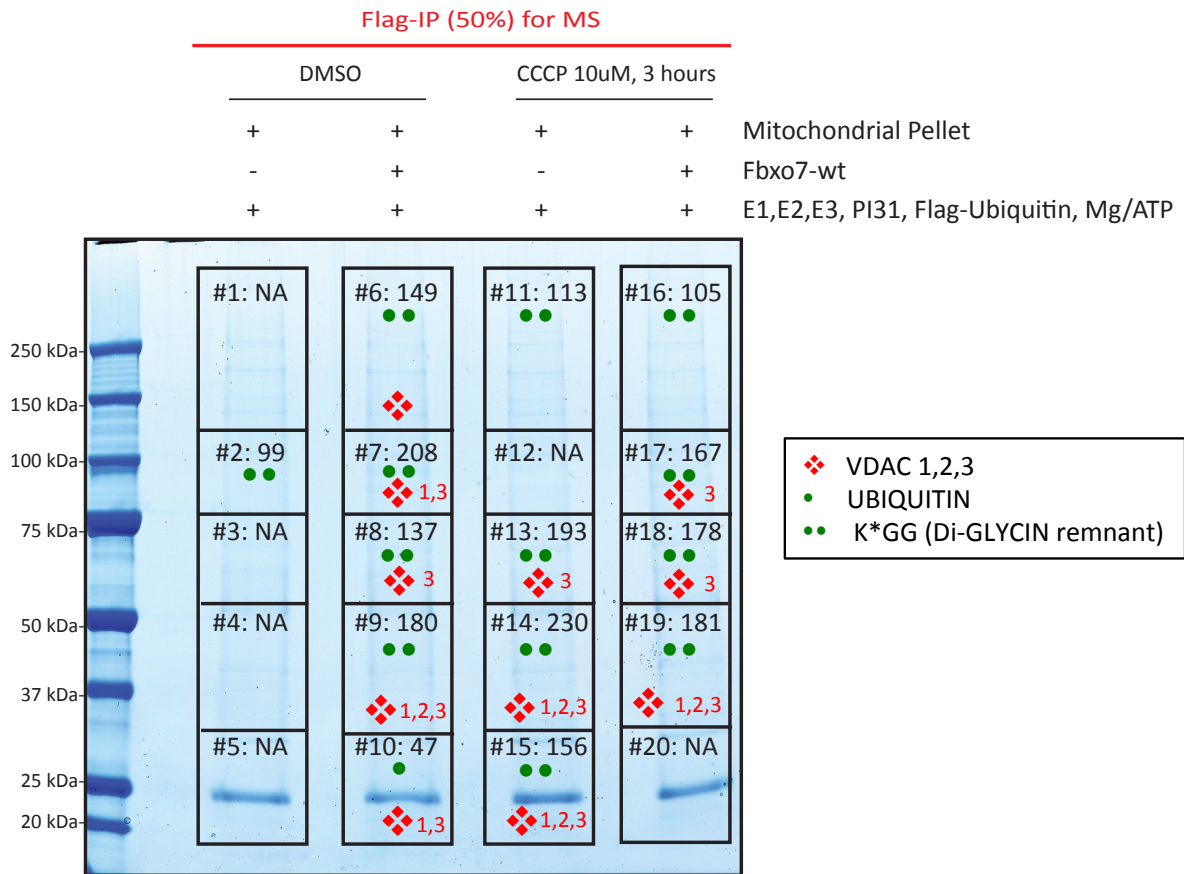 Flag-IP (50%) for MS
DMSO CCCP 10uM, 3 hours
+ + + + Mitochondrial Pellet
- + - + Fbxo7-wt
+ + + + E1,E2,E3, PI31, Flag-Ubiquitin, Mg/ATP
#1: NA #6: 149 #11: 113 #16: 105
250 kDa-
150 kDa-
100 kDa-
#2: 99 #7: 208 #12: NA #17: 167
1,3 3
75 kDa-
#3: NA #8: 137 #13: 193 #18: 178
3 3 3
50 kDa-
#4: NA #9: 180 #14: 230 #19: 181
37 kDa-
1,2,3 1,2,3 1,2,3
#5: NA #10: 47 #15: 156 #20: NA
25 kDa-
20 kDa-
1,3 1,2,3
VDAC 1,2,3
UBIQUITIN
K*GG (Di-GLYCIN remnant)